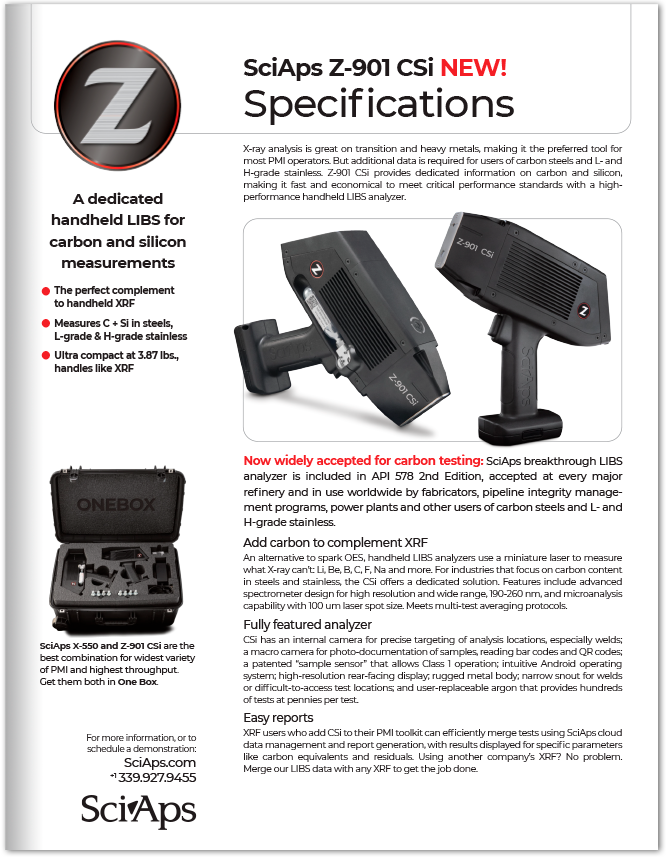 Z
SciAps Z-901 CSi NEW!
Specifications
X-ray analysis is great on transition and heavy metals, making it the preferred tool for
most PMI operators. But additional data is required for users of carbon steels and L- and
H-grade stainless. Z-901 CSi provides dedicated information on carbon and silicon,
making it fast and economical to meet critical performance standards with a high-
performance handheld LIBS analyzer.
A dedicated
handheld LIBS for
carbon and silicon
measurements
The perfect complement
to handheld XRF
Measures C + Si in steels,
L-grade & H-grade stainless
Ultra compact at 3.87 lbs.,
handles like XRF
Z
Z-901 CSi
Z-901 CSi
Z
SciAps
ONEBOX
SciAps X-550 and Z-901 CSi are the
best combination for widest variety
of PMI and highest throughput.
Get them both in One Box.
Now widely accepted for carbon testing: SciAps breakthrough LIBS
analyzer is included in API 578 2nd Edition, accepted at every major
refinery and in use worldwide by fabricators, pipeline integrity manage-
ment programs, power plants and other users of carbon steels and L- and
H-grade stainless.
Add carbon to complement XRF
An alternative to spark OES, handheld LIBS analyzers use a miniature laser to measure
what X-ray can't: Li, Be, B, C, F, Na and more. For industries that focus on carbon content
in steels and stainless, the CSi offers a dedicated solution. Features include advanced
spectrometer design for high resolution and wide range, 190-260 nm, and microanalysis
capability with 100 um laser spot size. Meets multi-test averaging protocols.
Fully featured analyzer
CSi has an internal camera for precise targeting of analysis locations, especially welds;
a macro camera for photo-documentation of samples, reading bar codes and QR codes;
a patented "sample sensor" that allows Class 1 operation; intuitive Android operating
system; high-resolution rear-facing display; rugged metal body; narrow snout for welds
or difficult-to-access test locations; and user-replaceable argon that provides hundreds
of tests at pennies per test.
Easy reports
XRF users who add CSi to their PMI toolkit can efficiently merge tests using SciAps cloud
data management and report generation, with results displayed for specific parameters
like carbon equivalents and residuals. Using another company's XRF? No problem.
Merge our LIBS data with any XRF to get the job done.
For more information, or to
schedule a demonstration:
SciAps.com
+1 339.927.9455
SciAps